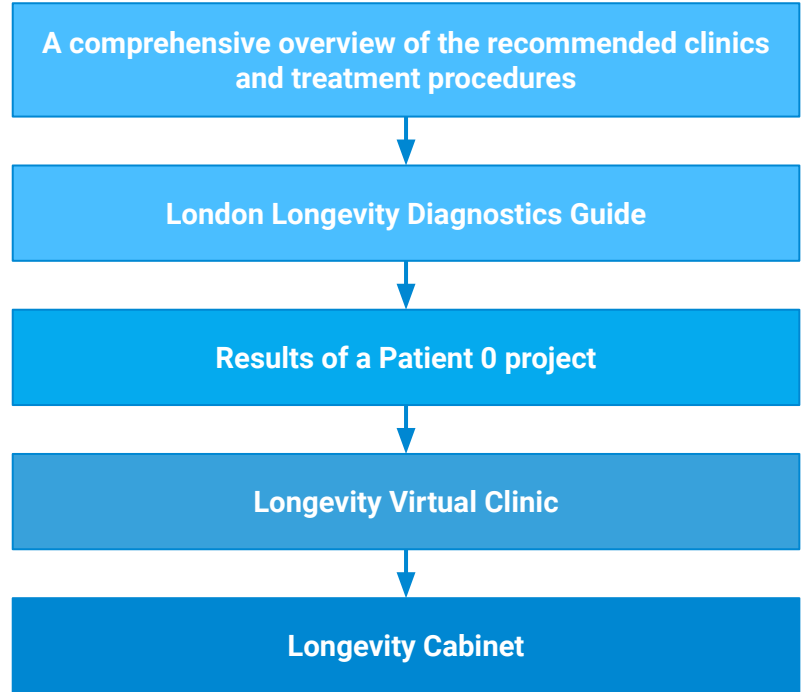 A comprehensive overview of the recommended clinics
and treatment procedures
London Longevity Diagnostics Guide
Results of a Patient 0 project
Longevity Virtual Clinic
Longevity Cabinet